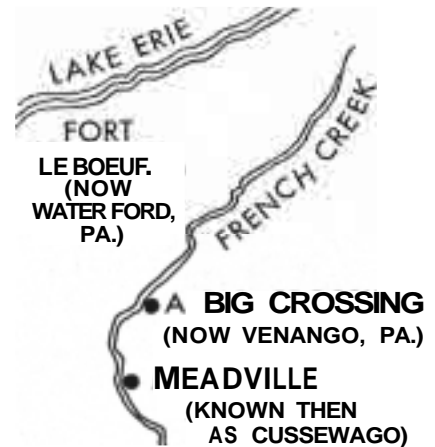 LAKE ERIE
FORT
LE BOEUF.
(NOW
WATER FORD,
PA.)
FRENCH CREEK
A BIG CROSSING
(NOW VENANGO, PA.)
MEADVILLE
(KNOWN THEN
AS CUSSEWAGO)